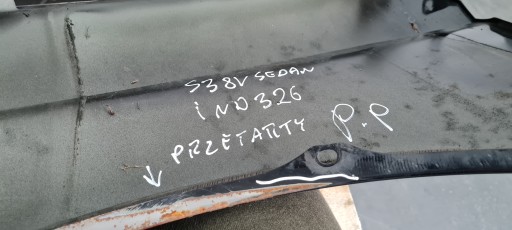 S38V SEDAN
iND326
PRZETARTY P.P